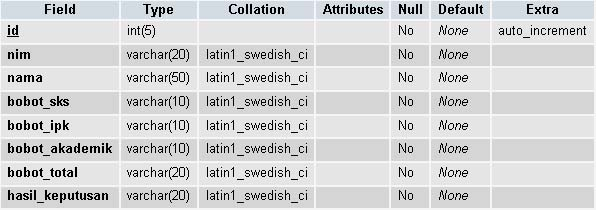 Field Type Collation Attributes Null Default Extra
id int(5) No None auto_increment
nim varchar(20) latin1_swedish_ci No None
nama varchar(50) latin1_swedish_ci No None
bobot_sks varchar(10) latin1_swedish_ci No None
bobot_ipk varchar(10) latin1_swedish_ci No None
bobot_akademik varchar(10) latin1_swedish_ci No None
bobot_total varchar(20) latin1_swedish_ci No None
hasil_keputusan varchar(20) latin1_swedish_ci No None